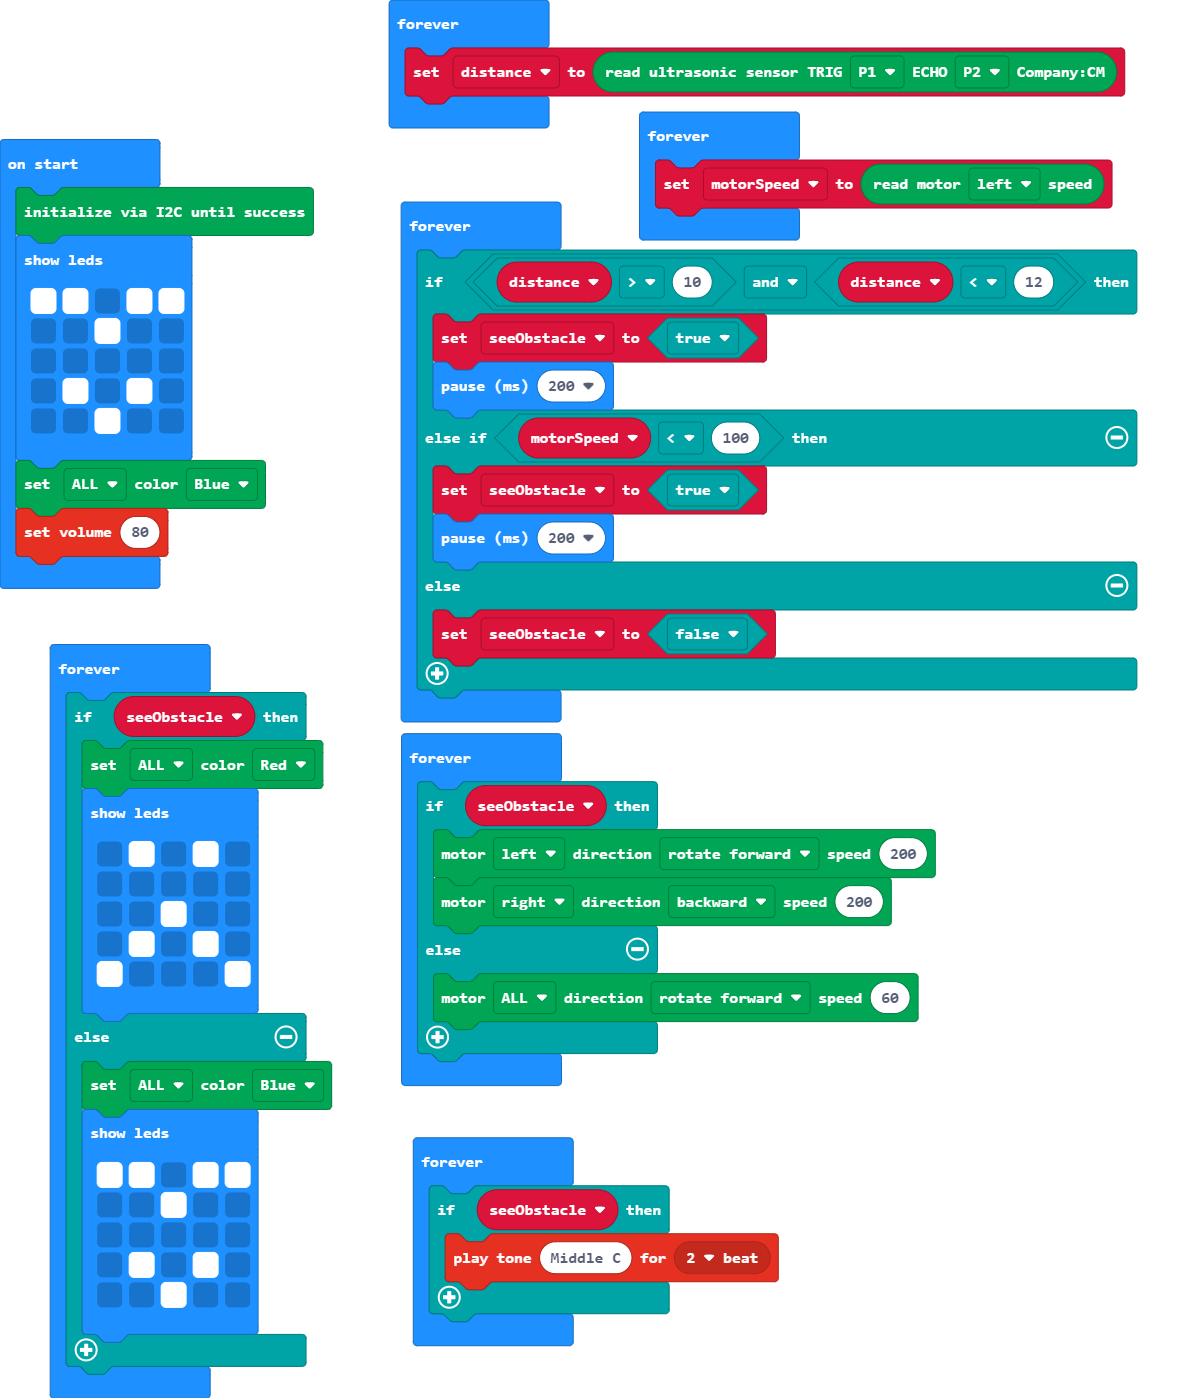 forever
set distance to read ultrasonic sensor TRIG P1 ECHO P2 Company:CM
forever
set motorSpeed to read motor left speed
on start
initialize via I2C until success
show leds
set ALL color Blue
set volume 80
forever
if distance > 10 and distance < 12 then
set seeObstacle to true
pause (ms) 200
else if motorSpeed < 100 then
set seeObstacle to true
pause (ms) 200
else
set seeObstacle to false
forever
if seeObstacle then
set ALL color Red
show leds
else
set ALL color Blue
show leds
forever
if seeObstacle then
motor left direction rotate forward speed 200
motor right direction backward speed 200
else
motor ALL direction rotate forward speed 60
forever
if seeObstacle then
play tone Middle C for 2 beat